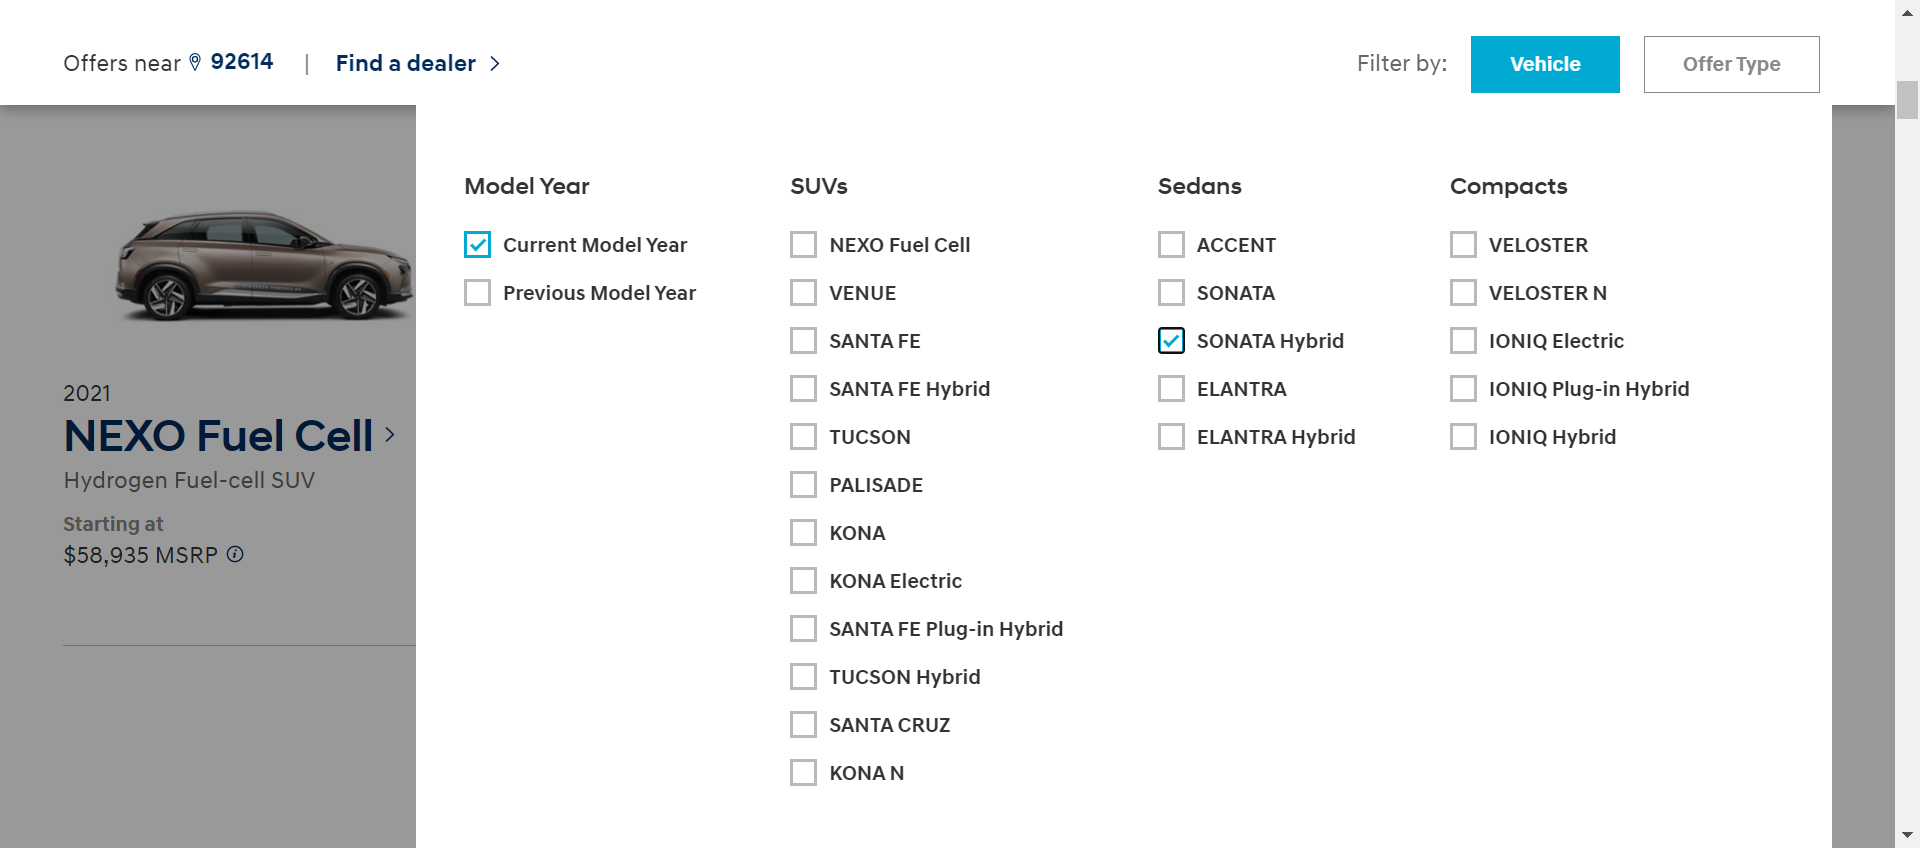 Offers near 92614 | Find a dealer
Filter by: Vehicle Offer Type
2021
NEXO Fuel Cell
Hydrogen Fuel-cell SUV
Starting at
$58,935 MSRP
Model Year
Current Model Year
Previous Model Year
SUVs
NEXO Fuel Cell
VENUE
SANTA FE
SANTA FE Hybrid
TUCSON
PALISADE
KONA
KONA Electric
SANTA FE Plug-in Hybrid
TUCSON Hybrid
SANTA CRUZ
KONA N
Sedans
ACCENT
SONATA
SONATA Hybrid
ELANTRA
ELANTRA Hybrid
Compacts
VELOSTER
VELOSTER N
IONIQ Electric
IONIQ Plug-in Hybrid
IONIQ Hybrid